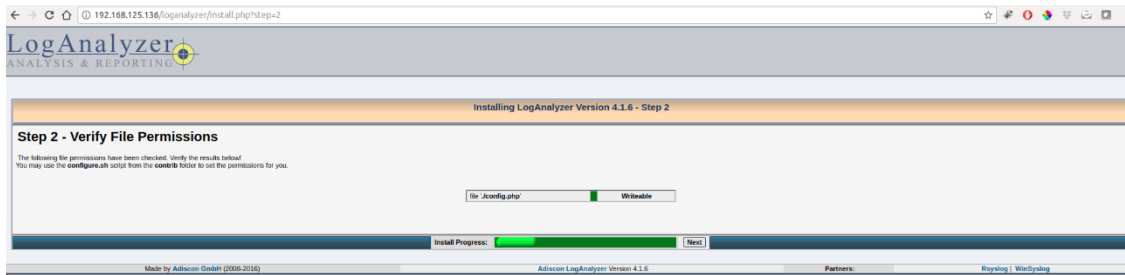 192.168.125.136/loganalyzer/install.php?step=2
LogAnalyzer
ANALYSIS & REPORTING
Installing LogAnalyzer Version 4.1.6 - Step 2
Step 2 - Verify File Permissions
The following file permissions have been checked. Verify the results below!
You may use the configure.sh script from the contrib folder to set the permissions for you.
file './config.php' Writeable
Install Progress: Next
Made by Adiscon GmbH (2008-2016) Adiscon LogAnalyzer Version 4.1.6 Partners: Rsyslog | WinSyslog